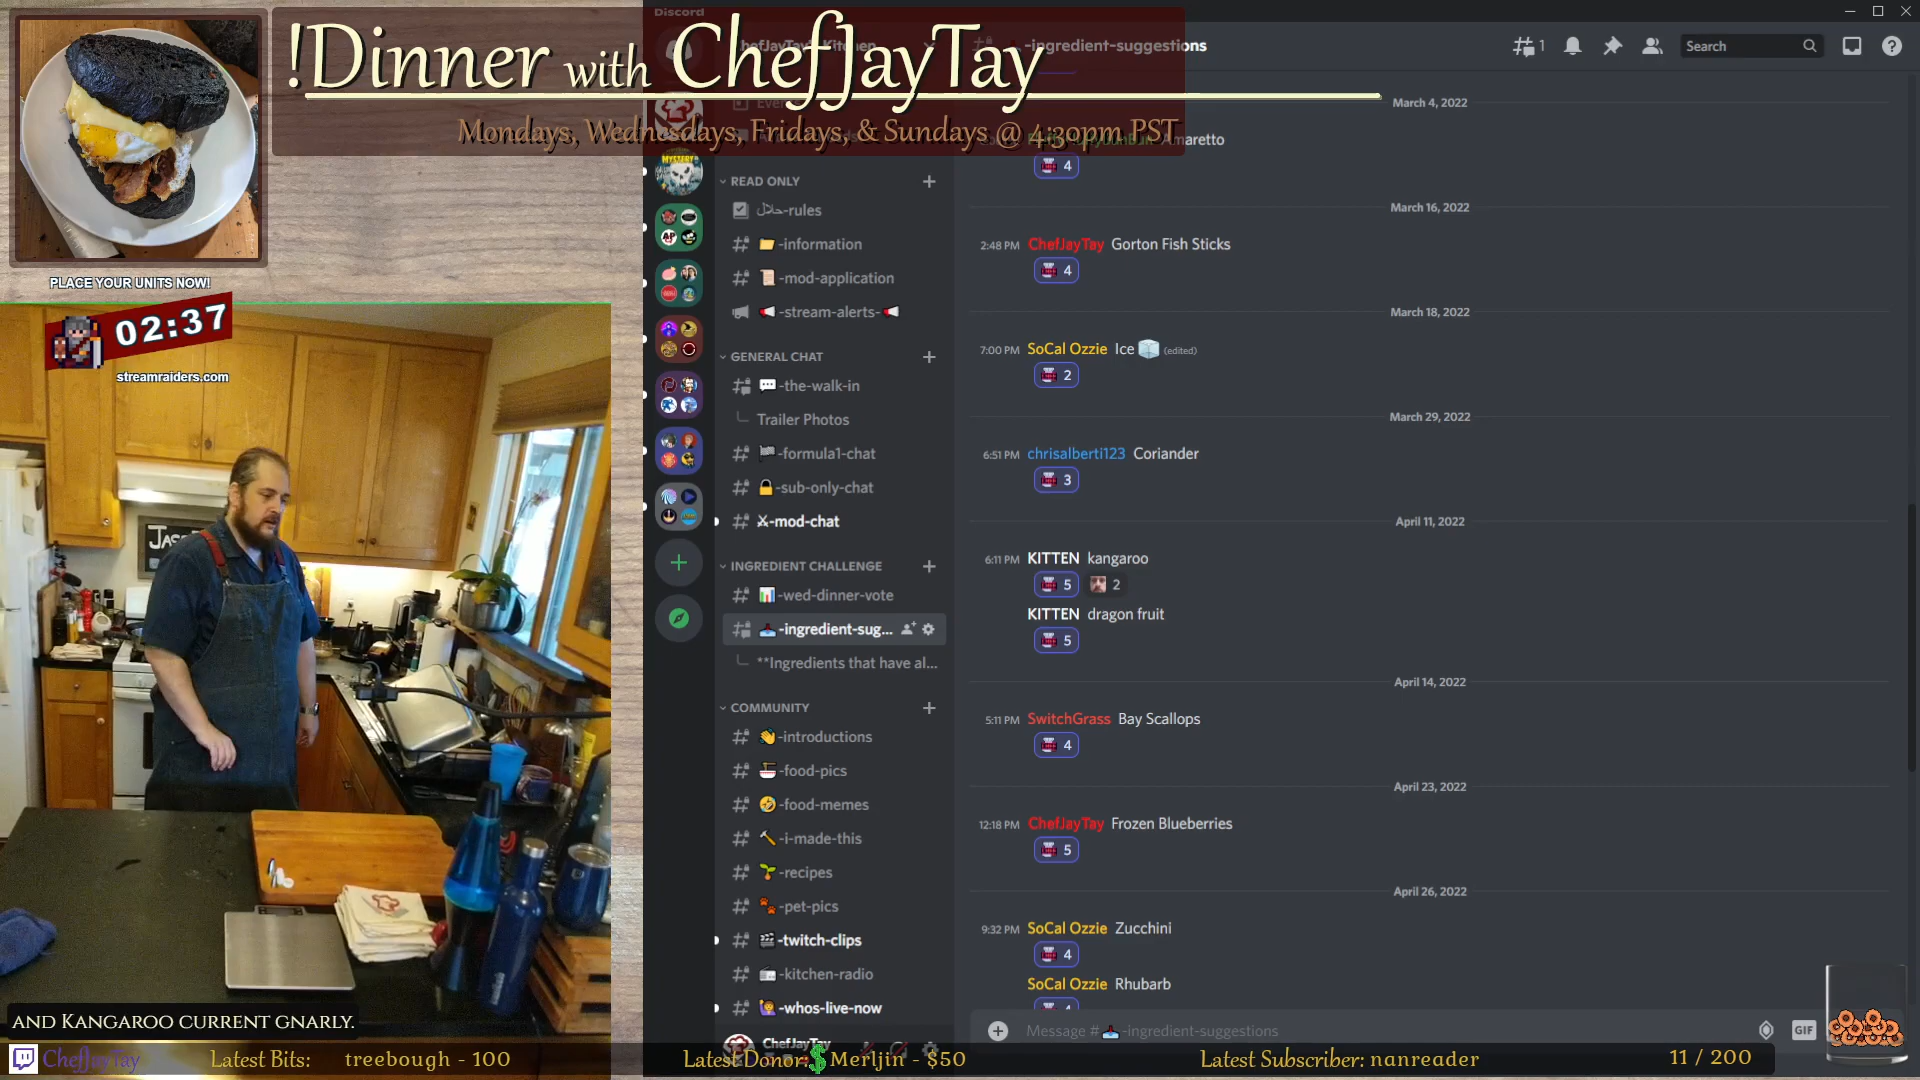 !Dinner with ChefJayTay
Mondays, Wednesdays, Fridays, & Sundays @ 4:30pm PST
PLACE YOUR UNITS NOW!
02:37
streamraiders.com
AND KANGAROO CURRENT GNARLY.
ChefJayTay
Latest Bits: treebough - 100
Latest Donor: Merljin - $50
Latest Subscriber: nanreader
11 / 200
Discord
-ingredient-suggestions
1
Search
READ ONLY
حلال-rules
-information
-mod-application
-stream-alerts-
GENERAL CHAT
-the-walk-in
Trailer Photos
-formula1-chat
-sub-only-chat
-mod-chat
INGREDIENT CHALLENGE
-wed-dinner-vote
-ingredient-sug...
**Ingredients that have al...
COMMUNITY
-introductions
-food-pics
-food-memes
-i-made-this
-recipes
-pet-pics
-twitch-clips
-kitchen-radio
-whos-live-now
ChefJayTay
March 4, 2022
Amaretto
4
March 16, 2022
2:48 PM ChefJayTay Gorton Fish Sticks
4
March 18, 2022
7:00 PM SoCal Ozzie Ice 🧊 (edited)
2
March 29, 2022
6:51 PM chrisalberti123 Coriander
3
April 11, 2022
6:11 PM KITTEN kangaroo
5 2
KITTEN dragon fruit
5
April 14, 2022
5:11 PM SwitchGrass Bay Scallops
4
April 23, 2022
12:18 PM ChefJayTay Frozen Blueberries
5
April 26, 2022
9:32 PM SoCal Ozzie Zucchini
4
SoCal Ozzie Rhubarb
Message # -ingredient-suggestions
GIF